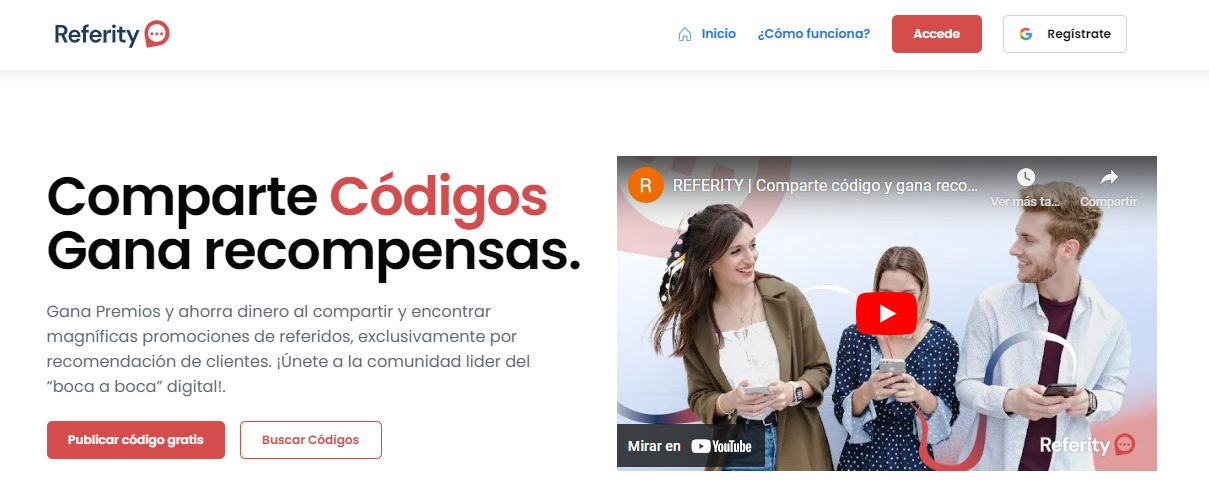 Referity
Inicio
¿Cómo funciona?
Accede
Regístrate
Comparte Códigos
Gana recompensas.
Gana Premios y ahorra dinero al compartir y encontrar
magníficas promociones de referidos, exclusivamente por
recomendación de clientes. ¡Únete a la comunidad lider del
“boca a boca” digital!.
Publicar código gratis
Buscar Códigos
R
REFERITY | Comparte código y gana reco...
Ver más ta...
Compartir
Mirar en YouTube
Referity